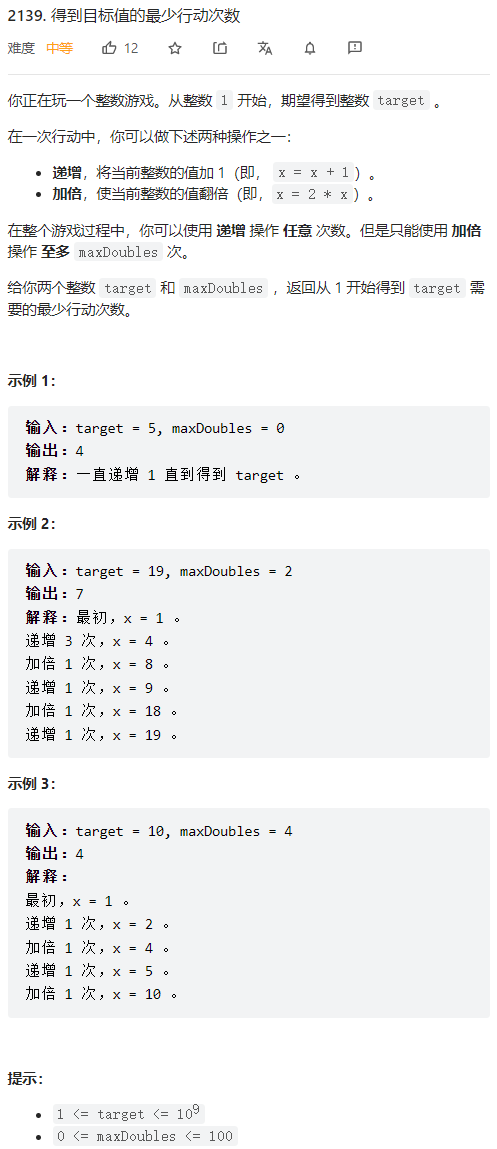 2139. 得到目标值的最少行动次数
难度 中等 12
你正在玩一个整数游戏。从整数 1 开始，期望得到整数 target 。
在一次行动中，你可以做下述两种操作之一：
• 递增，将当前整数的值加 1（即， x = x + 1）。
• 加倍，使当前整数的值翻倍（即，x = 2 * x）。
在整个游戏过程中，你可以使用 递增 操作 任意 次数。但是只能使用 加倍
操作 至多 maxDoubles 次。
给你两个整数 target 和 maxDoubles ，返回从 1 开始得到 target 需
要的最少行动次数。
示例 1：
输入：target = 5, maxDoubles = 0
输出：4
解释：一直递增 1 直到得到 target 。
示例 2：
输入：target = 19, maxDoubles = 2
输出：7
解释：最初，x = 1 。
递增 3 次，x = 4 。
加倍 1 次，x = 8 。
递增 1 次，x = 9 。
加倍 1 次，x = 18 。
递增 1 次，x = 19 。
示例 3：
输入：target = 10, maxDoubles = 4
输出：4
解释：
最初，x = 1 。
递增 1 次，x = 2 。
加倍 1 次，x = 4 。
递增 1 次，x = 5 。
加倍 1 次，x = 10 。
提示：
• 1 <= target <= 10⁹
• 0 <= maxDoubles <= 100